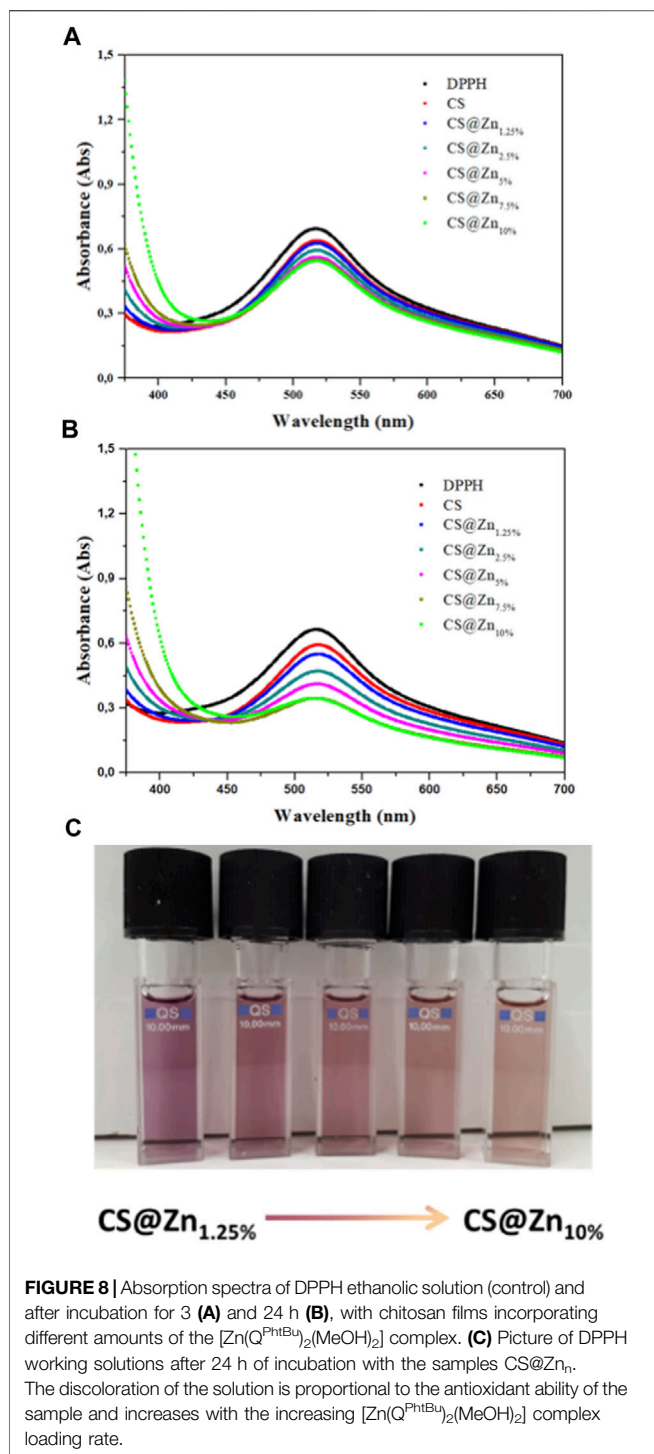 A
1,5
1,2
0,9
0,6
0,3
0,0
Absorbance (Abs)
DPPH
CS
CS@Zn1.25%
CS@Zn2.5%
CS@Zn5%
CS@Zn7.5%
CS@Zn10%
400 450 500 550 600 650 700
Wavelength (nm)
B
1,5
1,2
0,9
0,6
0,3
0,0
Absorbance (Abs)
DPPH
CS
CS@Zn1.25%
CS@Zn2.5%
CS@Zn5%
CS@Zn7.5%
CS@Zn10%
400 450 500 550 600 650 700
Wavelength (nm)
C
QS QS QS QS QS
10.00mm 10.00mm 10.00mm 10.00mm 10.00mm
CS@Zn1.25% CS@Zn10%
FIGURE 8 | Absorption spectra of DPPH ethanolic solution (control) and
after incubation for 3 (A) and 24 h (B), with chitosan films incorporating
different amounts of the [Zn(QPhtBu)2(MeOH)2] complex. (C) Picture of DPPH
working solutions after 24 h of incubation with the samples CS@Znn.
The discoloration of the solution is proportional to the antioxidant ability of the
sample and increases with the increasing [Zn(QPhtBu)2(MeOH)2] complex
loading rate.